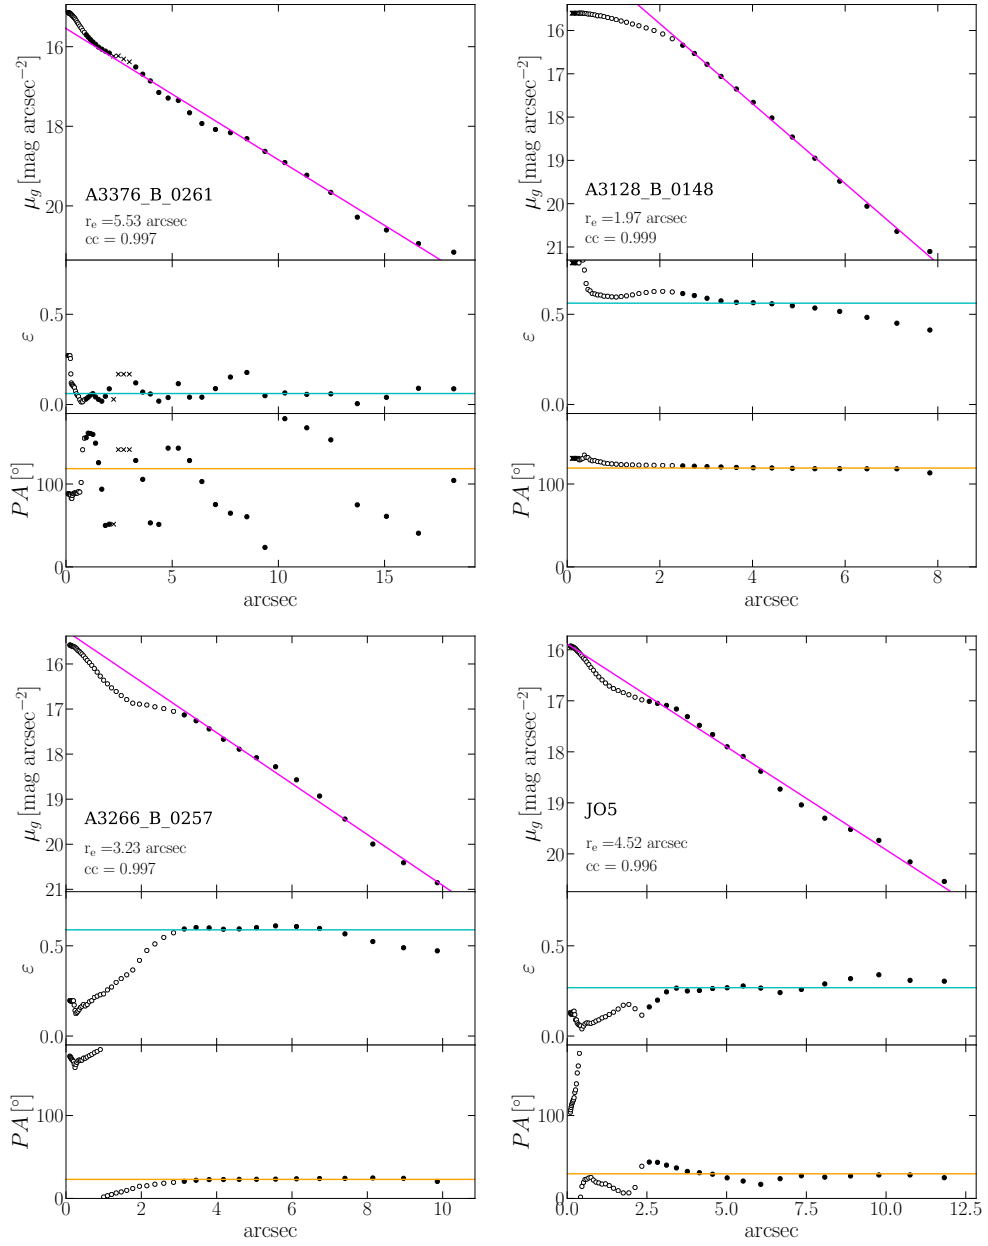 16
18
20
μg [mag arcsec−2]
A3376_B_0261
re =5.53 arcsec
cc = 0.997
0.5
0.0
ε
100
0
PA [°]
0 5 10 15
arcsec
16
17
18
19
20
21
μg [mag arcsec−2]
A3128_B_0148
re =1.97 arcsec
cc = 0.999
0.5
0.0
ε
100
0
PA [°]
0 2 4 6 8
arcsec
16
17
18
19
20
21
μg [mag arcsec−2]
A3266_B_0257
re =3.23 arcsec
cc = 0.997
0.5
0.0
ε
100
0
PA [°]
0 2 4 6 8 10
arcsec
16
17
18
19
20
μg [mag arcsec−2]
JO5
re =4.52 arcsec
cc = 0.996
0.5
0.0
ε
100
0
PA [°]
0.0 2.5 5.0 7.5 10.0 12.5
arcsec